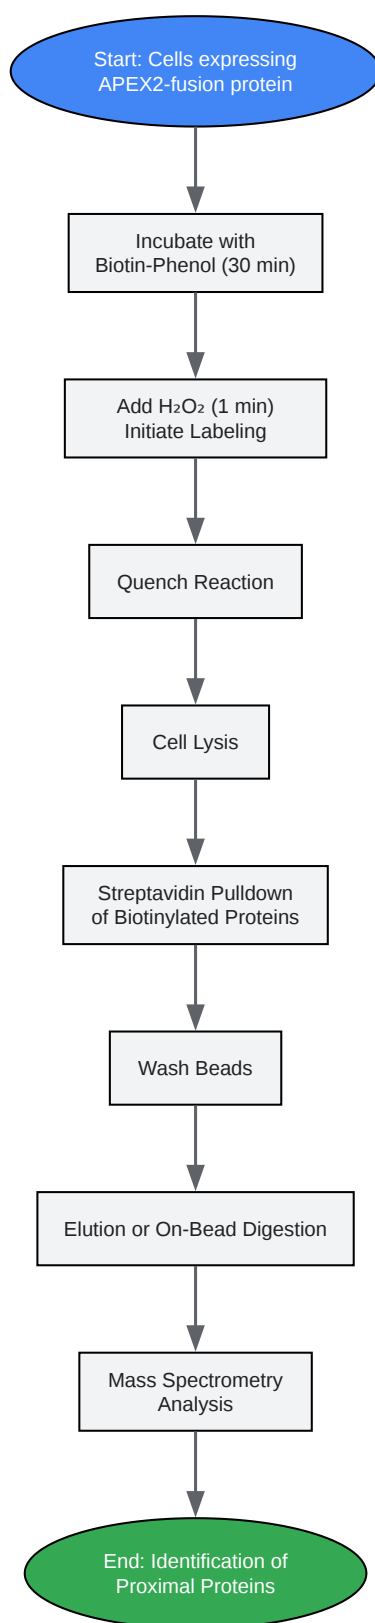 Start: Cells expressing
APEX2-fusion protein
Incubate with
Biotin-Phenol (30 min)
Add H₂O₂ (1 min)
Initiate Labeling
Quench Reaction
Cell Lysis
Streptavidin Pulldown
of Biotinylated Proteins
Wash Beads
Elution or On-Bead Digestion
Mass Spectrometry
Analysis
End: Identification of
Proximal Proteins